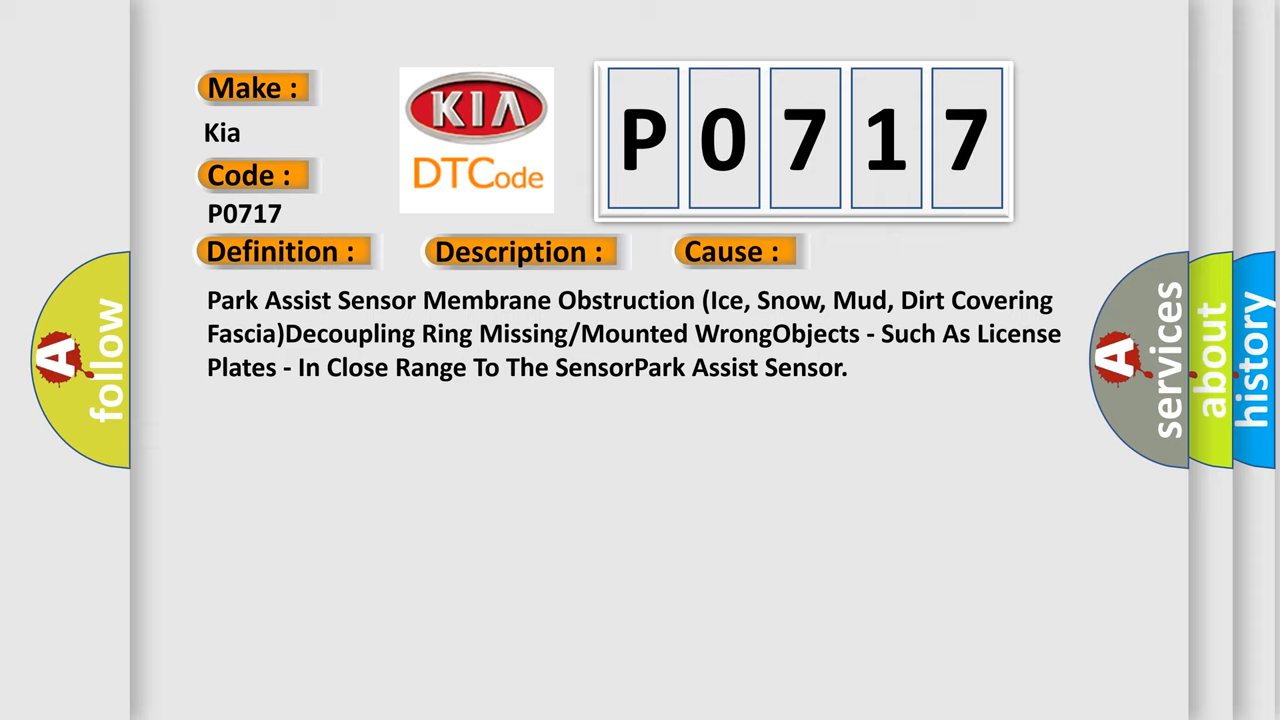 Make :
Kia
Code :
P0717
KIA
DTCode
P0717
Definition :
Description :
Cause :
Park Assist Sensor Membrane Obstruction (Ice, Snow, Mud, Dirt Covering
Fascia)Decoupling Ring Missing/Mounted WrongObjects - Such As License
Plates - In Close Range To The SensorPark Assist Sensor.
A
follow
A
services
about
history